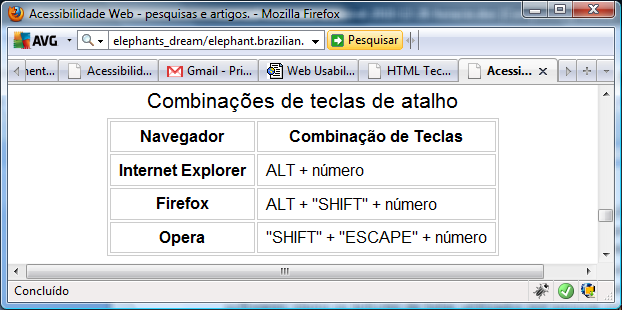 Acessibilidade Web - pesquisas e artigos. - Mozilla Firefox
AVG elephants_dream/elephant.brazilian. Pesquisar
ment... Acessibilid... Gmail - Pri... Web Usabil... HTML Tec... Acessi...
Combinações de teclas de atalho
Navegador Combinação de Teclas
Internet Explorer ALT + número
Firefox ALT + "SHIFT" + número
Opera "SHIFT" + "ESCAPE" + número
Concluído